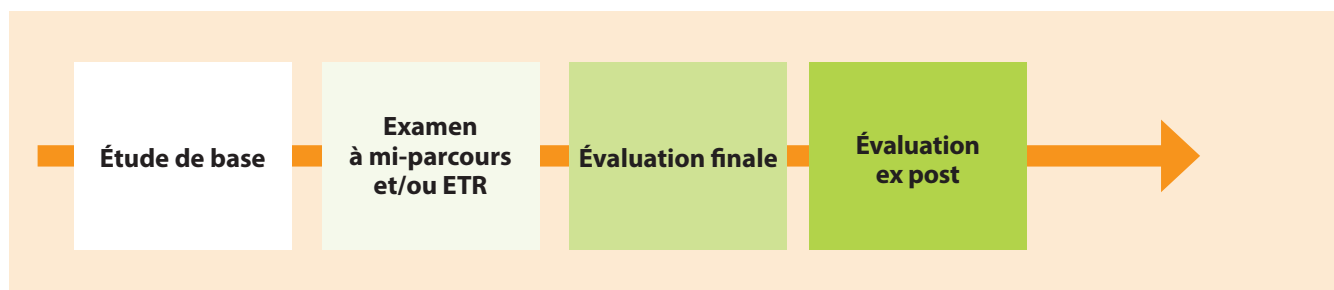 Étude de base
Examen
à mi-parcours
et/ou ETR
Évaluation finale
Évaluation
ex post